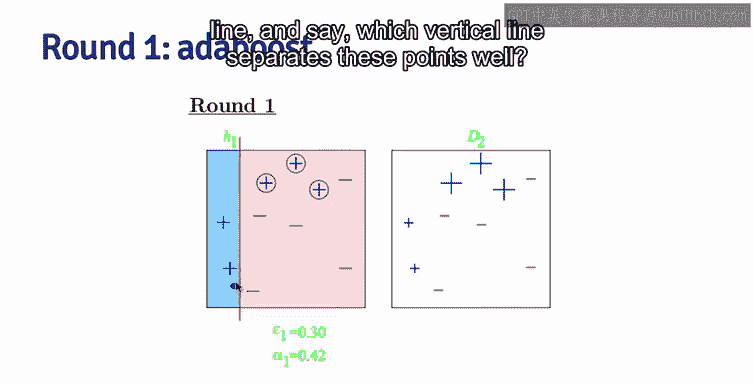 line, and say, which vertical line
Round 1: adaboost
separates these points well?
Round 1
h₁
D₂
ε₁=0.30
α₁=0.42